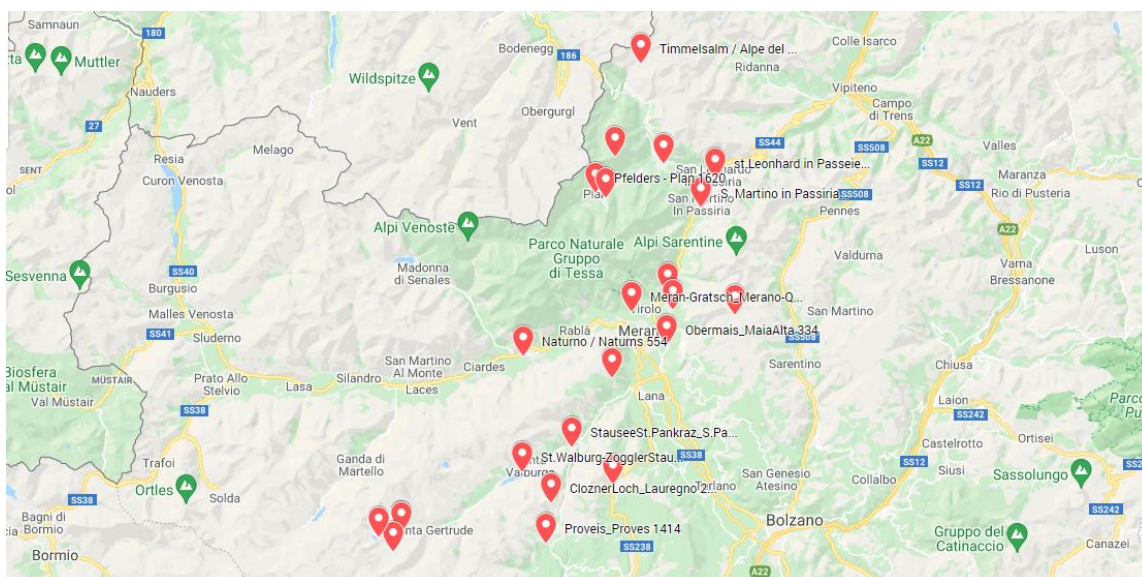 Samnaun
180
Muttler
Nauders
27
SENT
Bodenegg
186
Wildspitze
Obergurgl
Vent
Timmelsalm / Alpe del ...
Ridanna
Colle Isarco
Vipiteno
Campo
di Trens
A22
SS12
SS44
SS508
Valles
Maranza
Rio di Pusteria
SS12
Resia
Melago
Curon Venosta
st.Leonhard in Passeie...
Pfelders - Plan 1620
S. Martino in Passiria
San Martino
In Passiria
SS508
Pennes
A22
Luson
Alpi Venoste
Parco Naturale
Gruppo
di Tessa
Alpi Sarentine
Valdurna
Varna
Bressanone
Sesvenna
SS40
Burgusio
Madonna
di Senales
Malles Venosta
SS41
Sluderno
Meran-Gratsch_Merano-Q...
Tirolo
San Martino
Rablà
Obermais_MaiaAlta 334
Naturno / Naturns 554
SS508
Sarentino
Chiusa
Biosfera
Val Müstair
MÜSTAIR
Val Müstair
Prato Allo
Stelvio
SS38
Lasa
Silandro
San Martino
Al Monte
Laces
Ciardes
Lana
Laion
SS242
Ortisei
StauseeSt.Pankraz_S.Pa...
St.Walburg-ZogglerStau...
SS38
San Genesio
Atesino
Castelrotto
SS12
Siusi
Collalbo
Sassolungo
Trafoi
Ortles
Solda
Ganda di
Martello
CloznerLoch_Lauregno 2...
Terlano
SS38
Bagni di
Bormio
Bormio
Proveis_Proves 1414
SS238
Bolzano
A22
Gruppo del
Catinaccio
SS242
Canazei